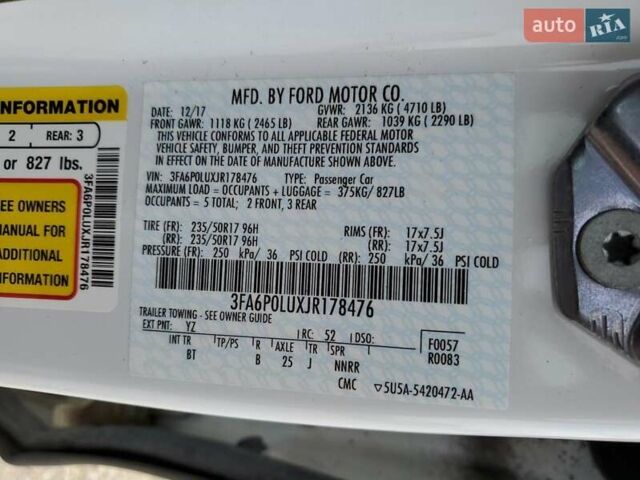 auto RIA.com
MFD. BY FORD MOTOR CO.
DATE: 12/17 GVWR: 2136 KG ( 4710 LB)
FRONT GAWR: 1118 KG ( 2465 LB) REAR GAWR: 1039 KG ( 2290 LB)
THIS VEHICLE CONFORMS TO ALL APPLICABLE FEDERAL MOTOR
VEHICLE SAFETY, BUMPER, AND THEFT PREVENTION STANDARDS
IN EFFECT ON THE DATE OF MANUFACTURE SHOWN ABOVE.
VIN: 3FA6P0LUXJR178476 TYPE: Passenger Car
MAXIMUM LOAD = OCCUPANTS + LUGGAGE = 375KG/ 827LB
OCCUPANTS = 5 TOTAL; 2 FRONT, 3 REAR
TIRE (FR): 235/50R17 96H RIMS (FR): 17x7.5J
(RR): 235/50R17 96H (RR): 17x7.5J
PRESSURE (FR): 250 kPa/ 36 PSI COLD (RR): 250 kPa/ 36 PSI COLD
3FA6P0LUXJR178476
TRAILER TOWING - SEE OWNER GUIDE
EXT PNT: YZ RC: 52 DSO: F0057
INT TR TP/PS R AXLE TR SPR R0083
BT B 25 J NNRR
CMC ▽5U5A-5420472-AA
INFORMATION
2 REAR: 3
or 827 lbs.
SEE OWNERS
MANUAL FOR
ADDITIONAL
INFORMATION
3FA6P0LUXJR178476